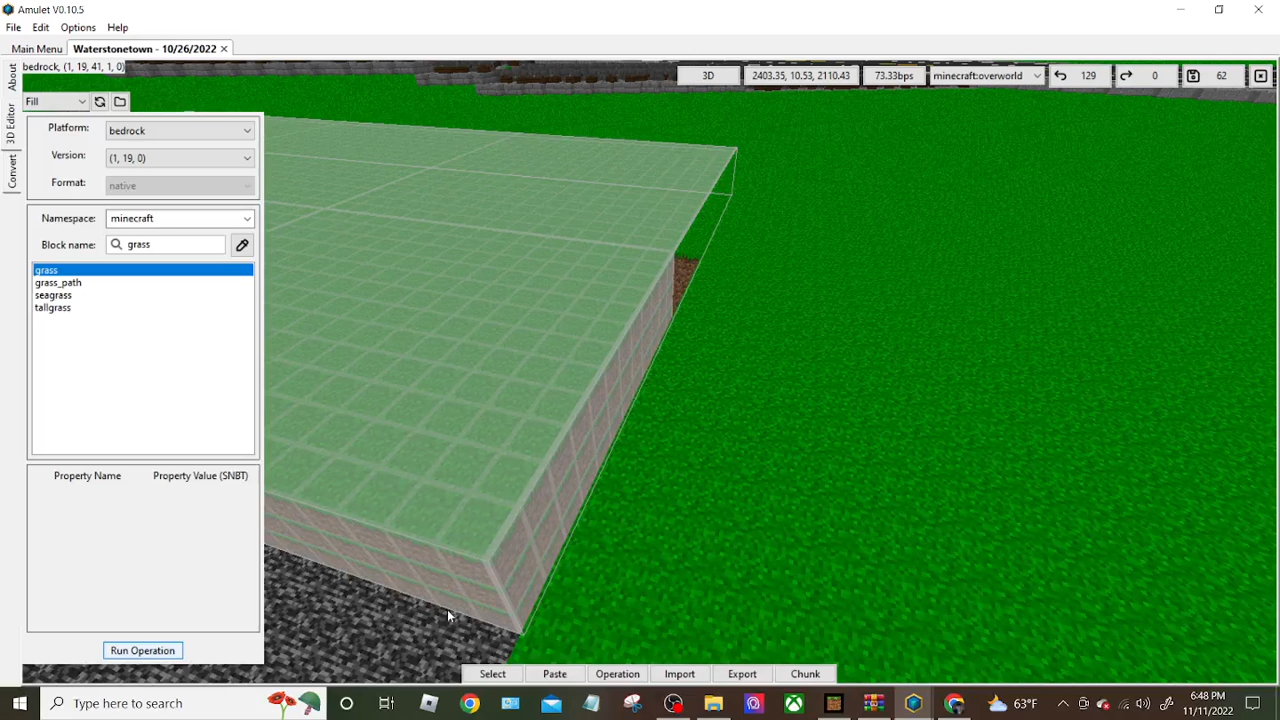 Amulet V0.10.5
File Edit Options Help
Main Menu Waterstonetown - 10/26/2022
bedrock, (1, 19, 41, 1, 0)
3D 2403.35, 10.53, 2110.43 73.33bps minecraft:overworld 129 0 62
About
3D Editor
Convert
Fill
Platform: bedrock
Version: (1, 19, 0)
Format: native
Namespace: minecraft
Block name: grass
grass
grass_path
seagrass
tallgrass
Property Name Property Value (SNBT)
Run Operation
Select Paste Operation Import Export Chunk
Type here to search
63°F
6:48 PM
11/11/2022